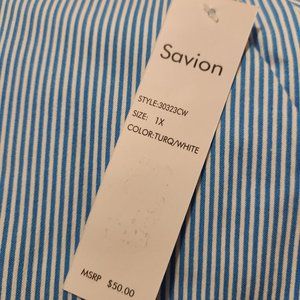 Savion
STYLE:30323CW
SIZE: 1X
COLOR:TURQ/WHITE
MSRP $50.00